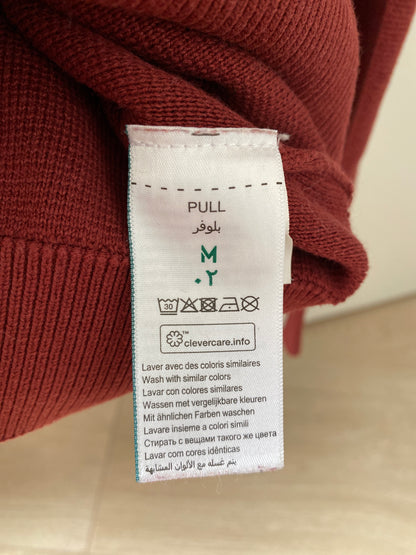 PULL
بلوفر
M
٠٢
30
™
clevercare.info
Laver avec des coloris similaires
Wash with similar colors
Lavar con colores similares
Wassen met vergelijkbare kleuren
Mit ähnlichen Farben waschen
Lavare insieme a colori simili
Стирать с вещами такого же цвета
Lavar com cores idênticas
يتم غسله مع الألوان المشابهة